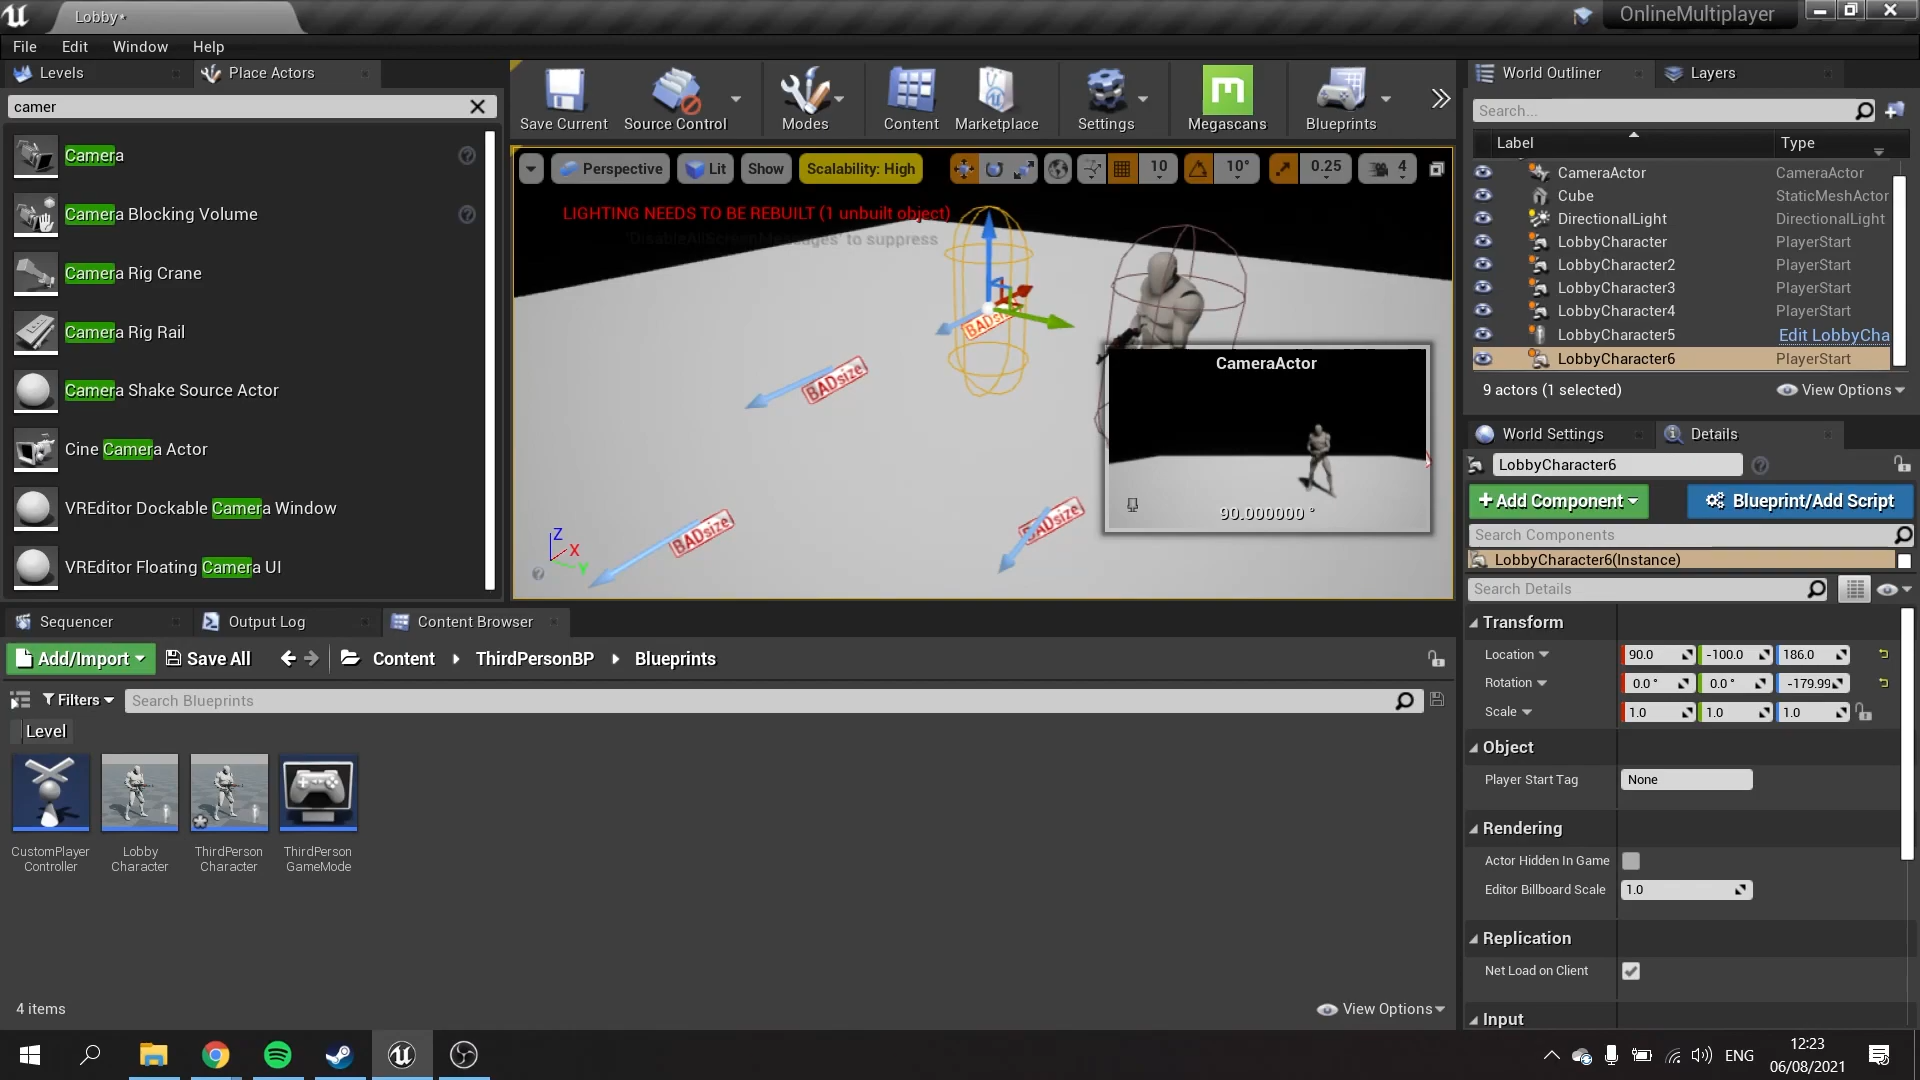 Lobby*
OnlineMultiplayer
File Edit Window Help
Levels
Place Actors
camer
Camera
Camera Blocking Volume
Camera Rig Crane
Camera Rig Rail
Camera Shake Source Actor
Cine Camera Actor
VREditor Dockable Camera Window
VREditor Floating Camera UI
Save Current
Source Control
Modes
Content
Marketplace
Settings
Megascans
Blueprints
Perspective
Lit
Show
Scalability: High
10
10°
0.25
4
LIGHTING NEEDS TO BE REBUILT (1 unbuilt object)
'DisableAllScreenMessages' to suppress
BADsize
BADsize
BADsize
BADsize
CameraActor
90.000000 °
Z
X
Y
World Outliner
Layers
Search...
Label Type
CameraActor CameraActor
Cube StaticMeshActor
DirectionalLight DirectionalLight
LobbyCharacter PlayerStart
LobbyCharacter2 PlayerStart
LobbyCharacter3 PlayerStart
LobbyCharacter4 PlayerStart
LobbyCharacter5 Edit LobbyCha
LobbyCharacter6 PlayerStart
9 actors (1 selected)
View Options
World Settings
Details
LobbyCharacter6
+Add Component
Blueprint/Add Script
Search Components
LobbyCharacter6(Instance)
Search Details
Transform
Location 90.0 -100.0 186.0
Rotation 0.0 ° 0.0 ° -179.99
Scale 1.0 1.0 1.0
Object
Player Start Tag None
Rendering
Actor Hidden In Game
Editor Billboard Scale 1.0
Replication
Net Load on Client
Input
Sequencer
Output Log
Content Browser
Add/Import
Save All
Content
ThirdPersonBP
Blueprints
Filters
Search Blueprints
Level
CustomPlayer
Controller
Lobby
Character
ThirdPerson
Character
ThirdPerson
GameMode
4 items
View Options
ENG
12:23
06/08/2021